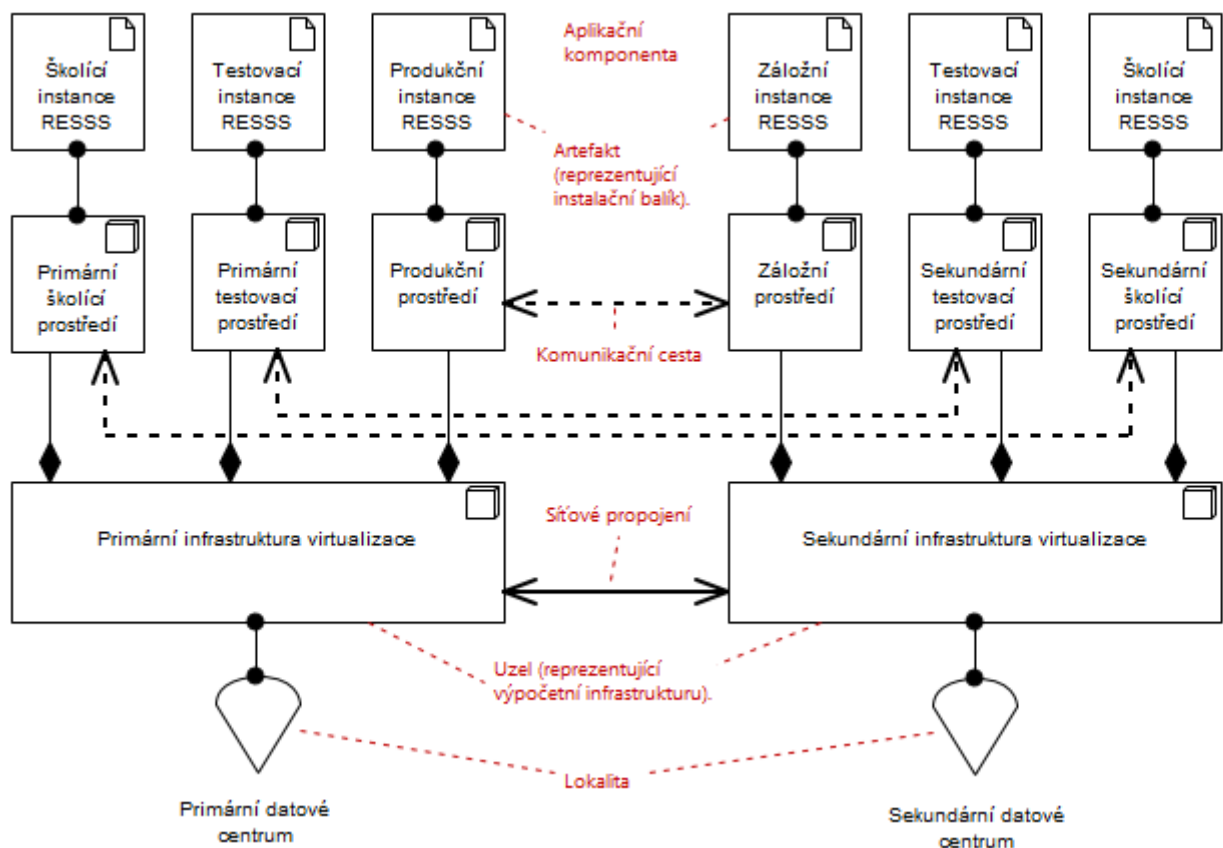 Školící
instance
RESSS
Testovací
instance
RESSS
Produkční
instance
RESSS
Aplikační
komponenta
Záložní
instance
RESSS
Testovací
instance
RESSS
Školící
instance
RESSS
Artefakt
(reprezentující
instalační balík).
Primární
školící
prostředí
Primární
testovací
prostředí
Produkční
prostředí
Záložní
prostředí
Sekundární
testovací
prostředí
Sekundární
školící
prostředí
Komunikační cesta
Primární infrastruktura virtualizace
Síťové propojení
Sekundární infrastruktura virtualizace
Uzel (reprezentující
výpočetní infrastrukturu).
Lokalita
Primární datové
centrum
Sekundární datové
centrum